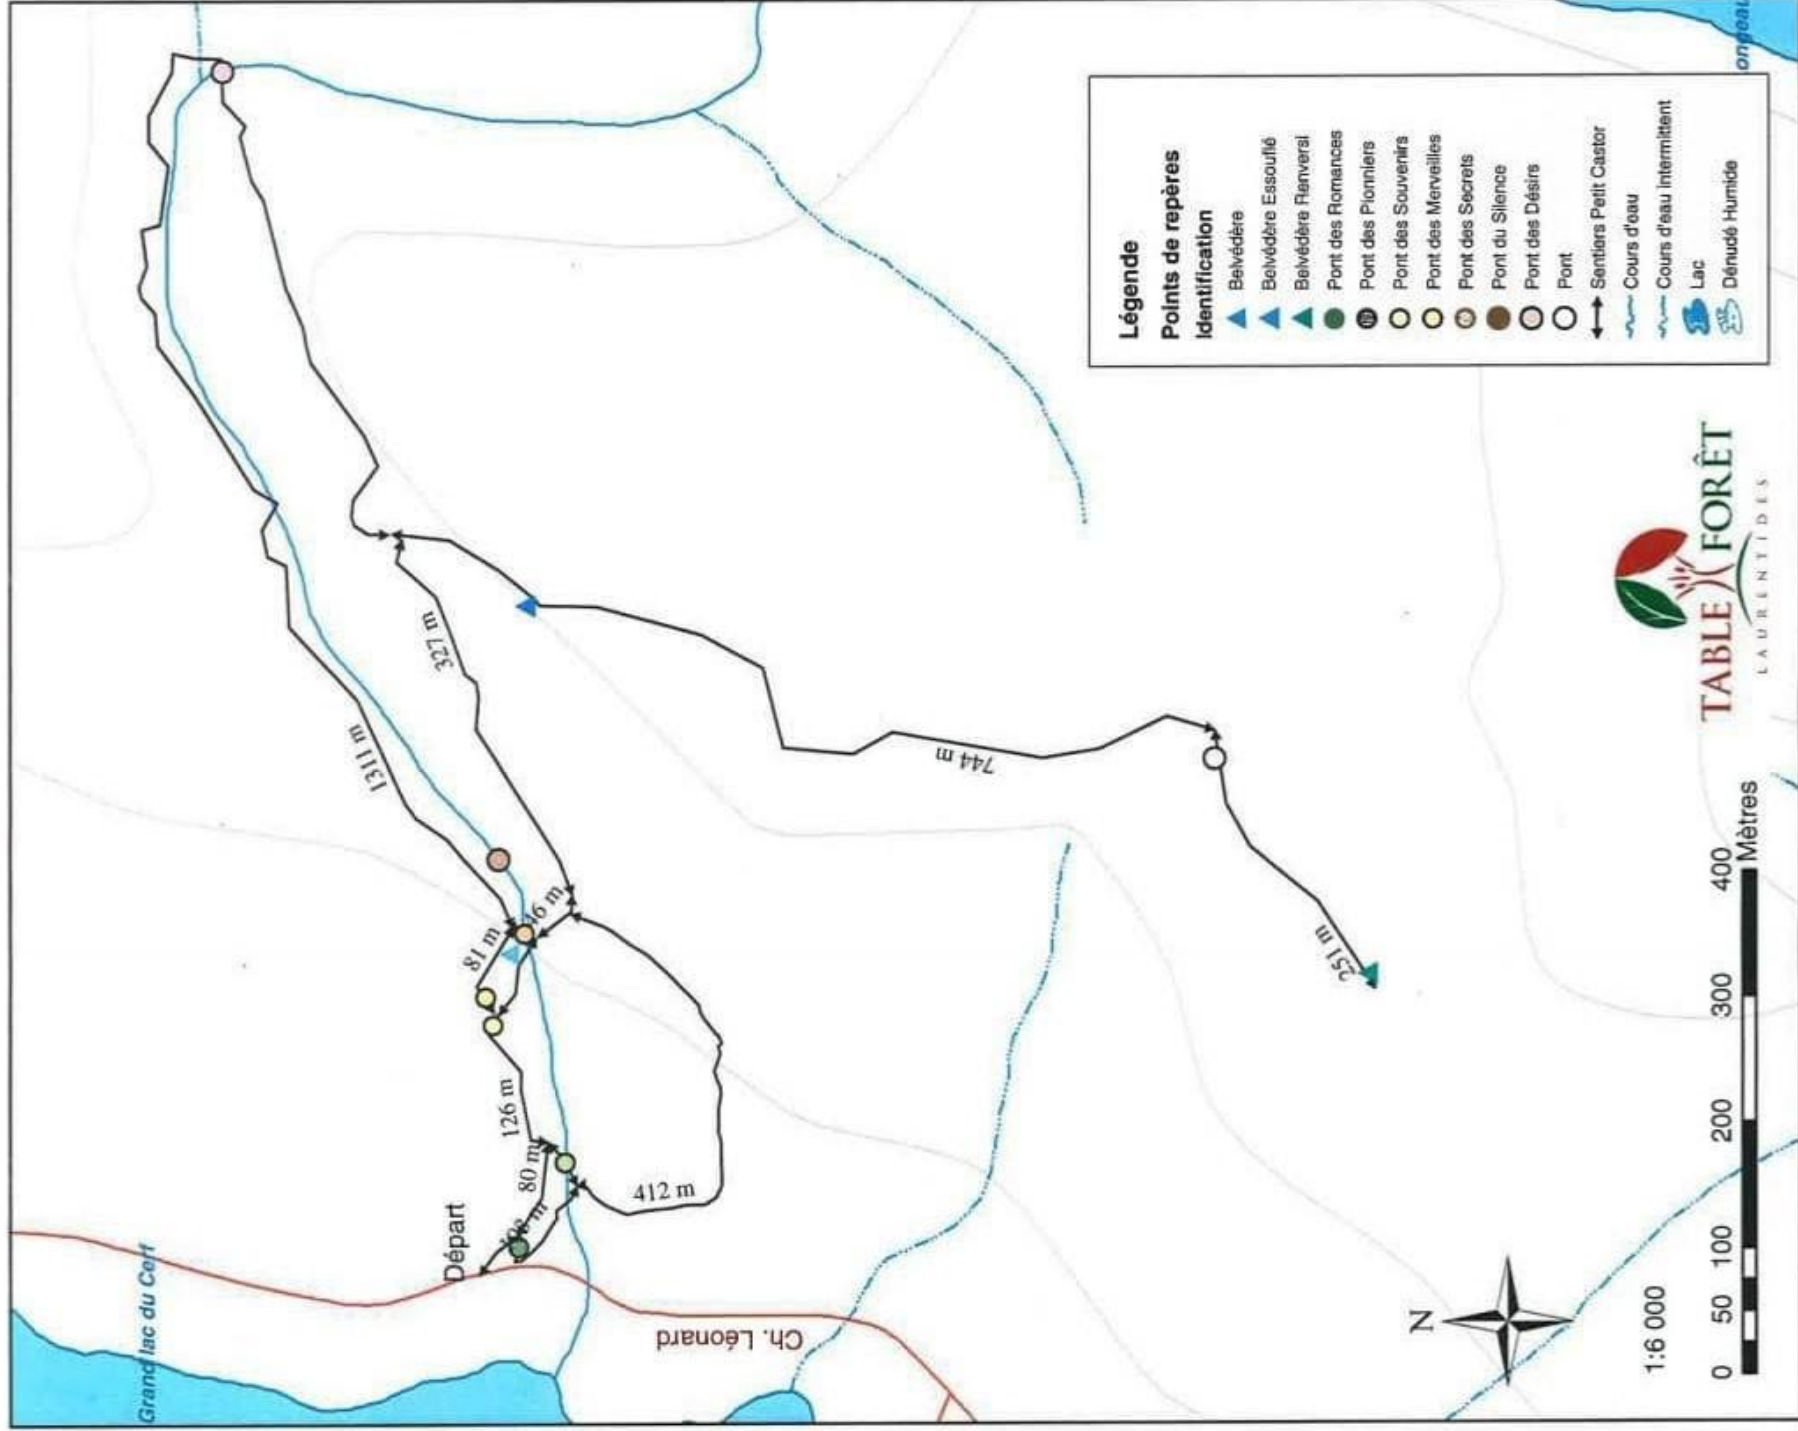 Légende
Points de repères
Identification
Belvédère
Belvédère Essouflé
Belvédère Renversi
Pont des Romances
Pont des Pionniers
Pont des Souvenirs
Pont des Merveilles
Pont des Secrets
Pont du Silence
Pont des Désirs
Pont
Sentiers Petit Castor
Cours d'eau
Cours d'eau intermittent
Lac
Dénudé Humide
Grand lac du Cerf
Départ
Ch. Léonard
80 m
126 m
81 m
46 m
412 m
1311 m
327 m
744 m
251 m
N
1:6 000
0 50 100 200 300 400
Mètres
TABLE FORÊT
LAURENTIDES